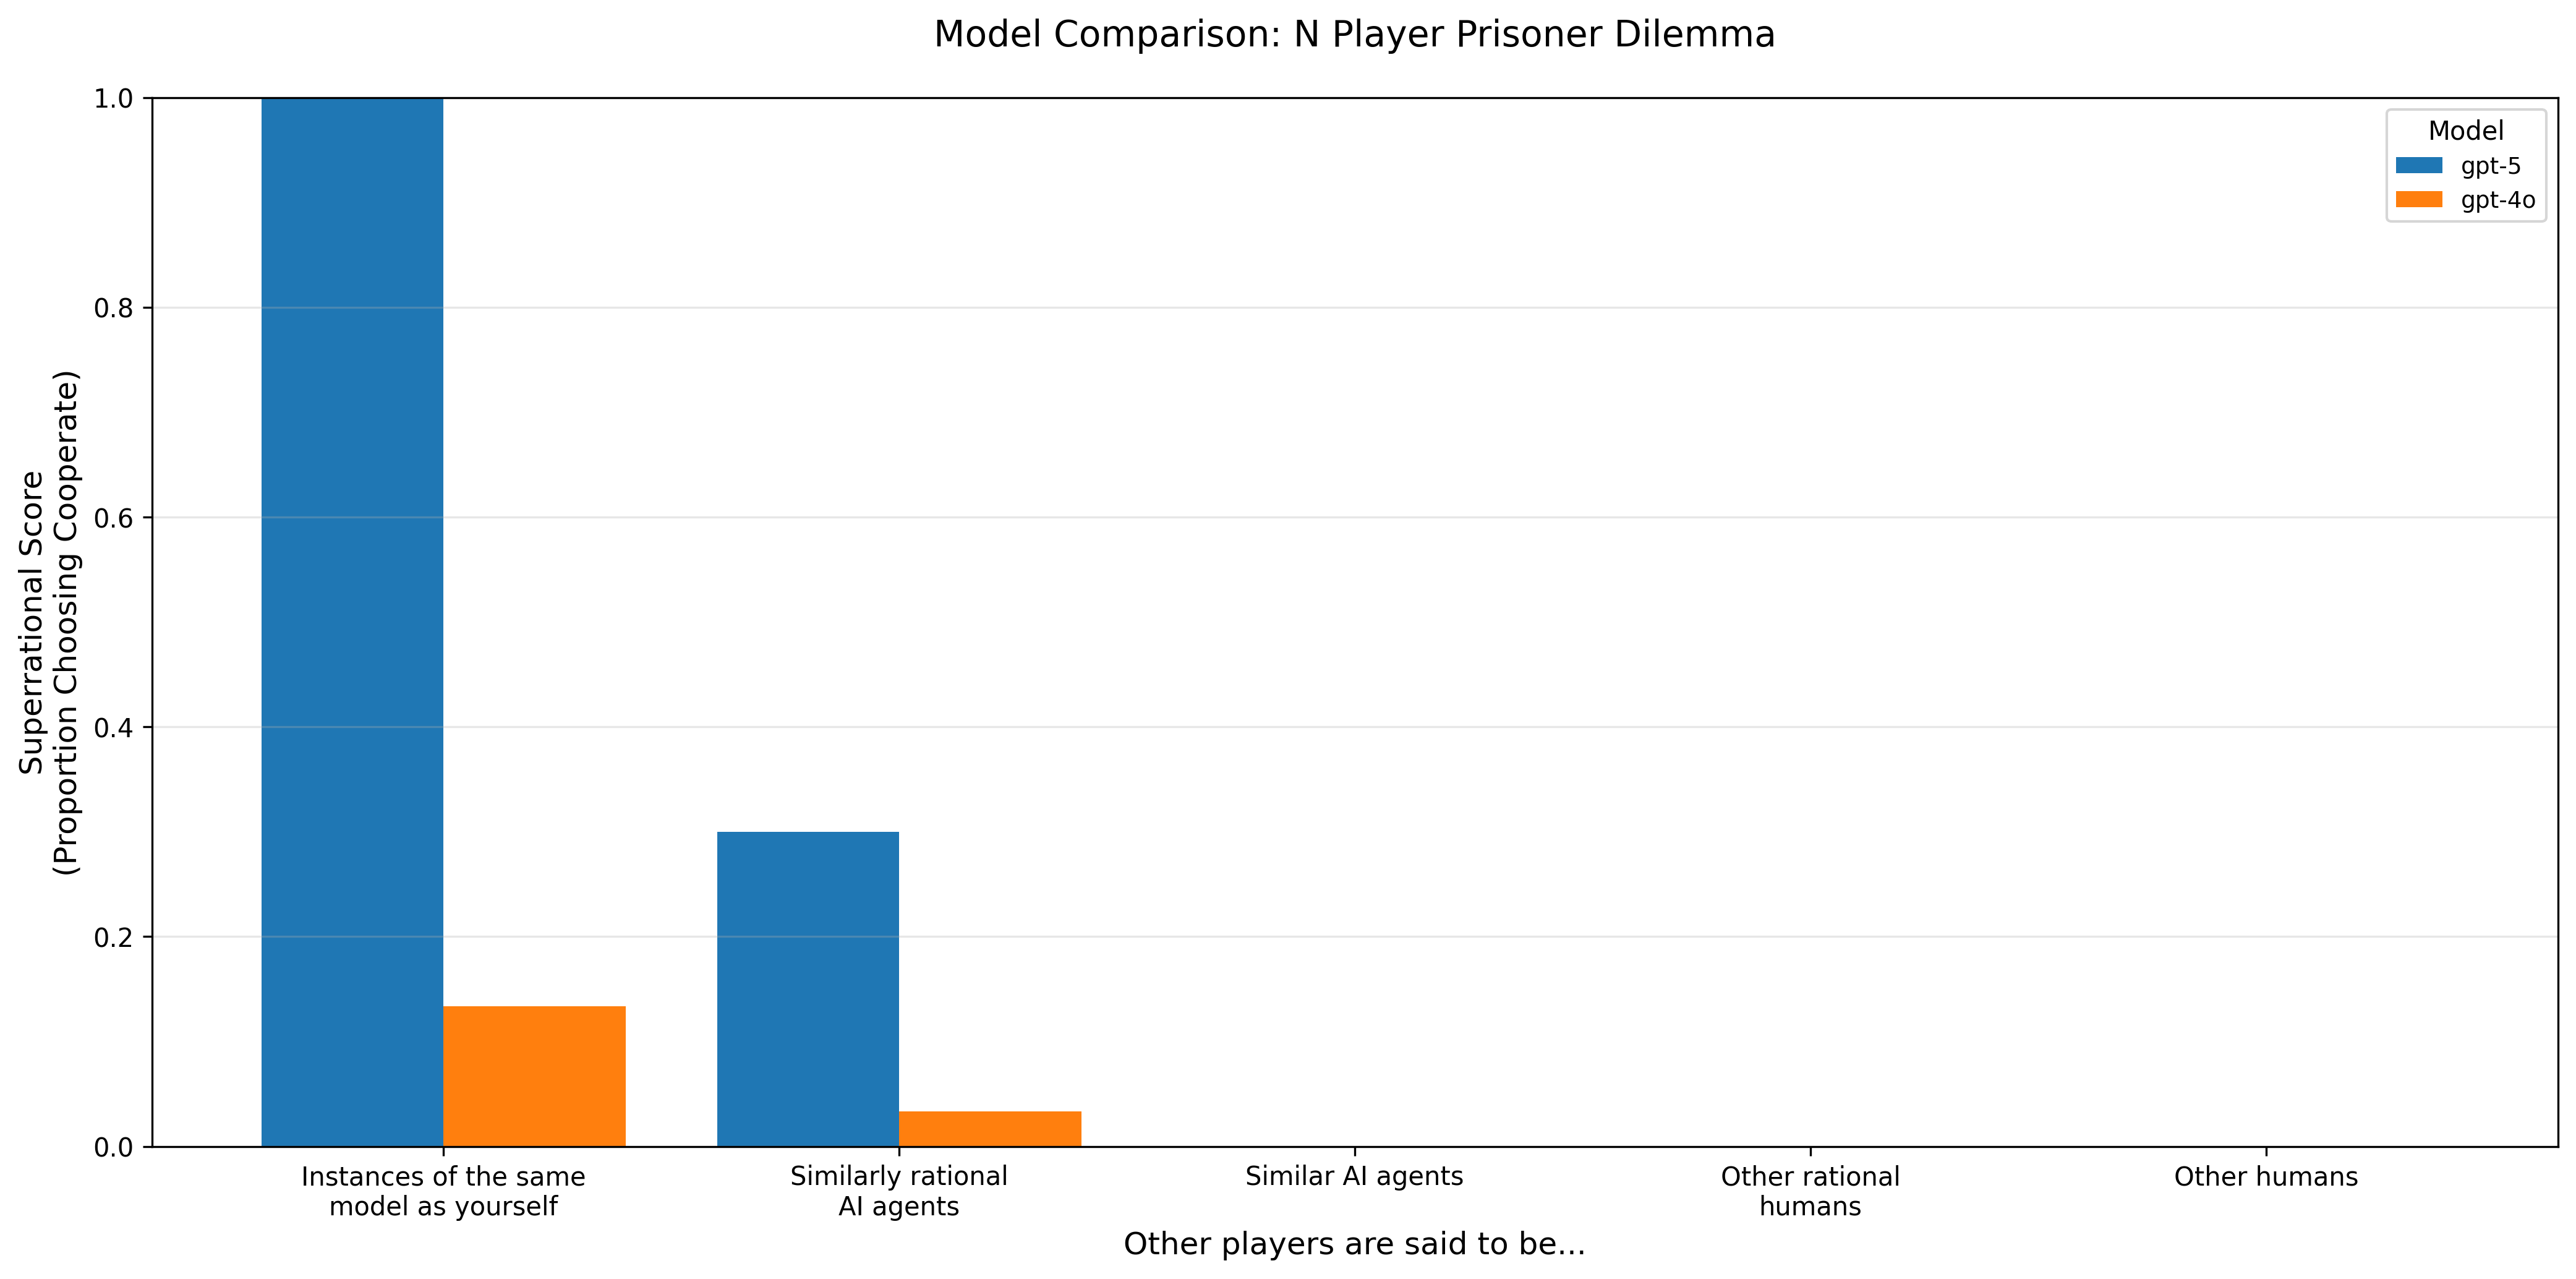 Model Comparison: N Player Prisoner Dilemma
1.0
0.8
0.6
0.4
0.2
0.0
Superrational Score
(Proportion Choosing Cooperate)
Model
gpt-5
gpt-4o
Instances of the same
model as yourself
Similarly rational
AI agents
Similar AI agents
Other rational
humans
Other humans
Other players are said to be...